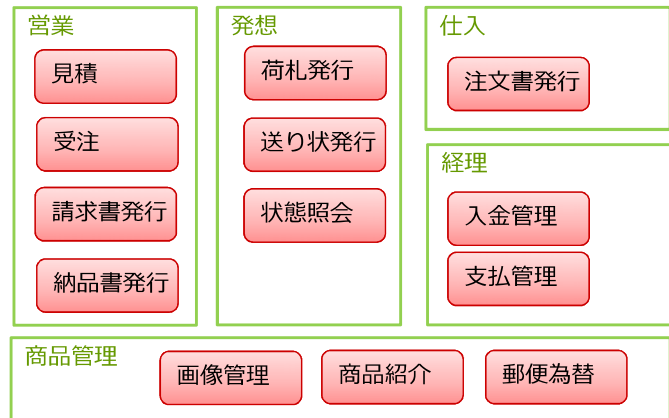 営業
見積
受注
請求書発行
納品書発行
発想
荷札発行
送り状発行
状態照会
仕入
注文書発行
経理
入金管理
支払管理
商品管理
画像管理
商品紹介
郵便為替